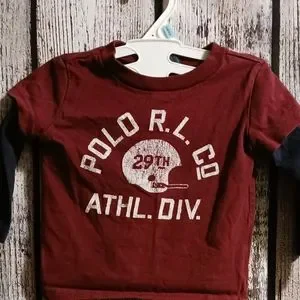 POLO R.L. CO
29TH
ATHL. DIV.